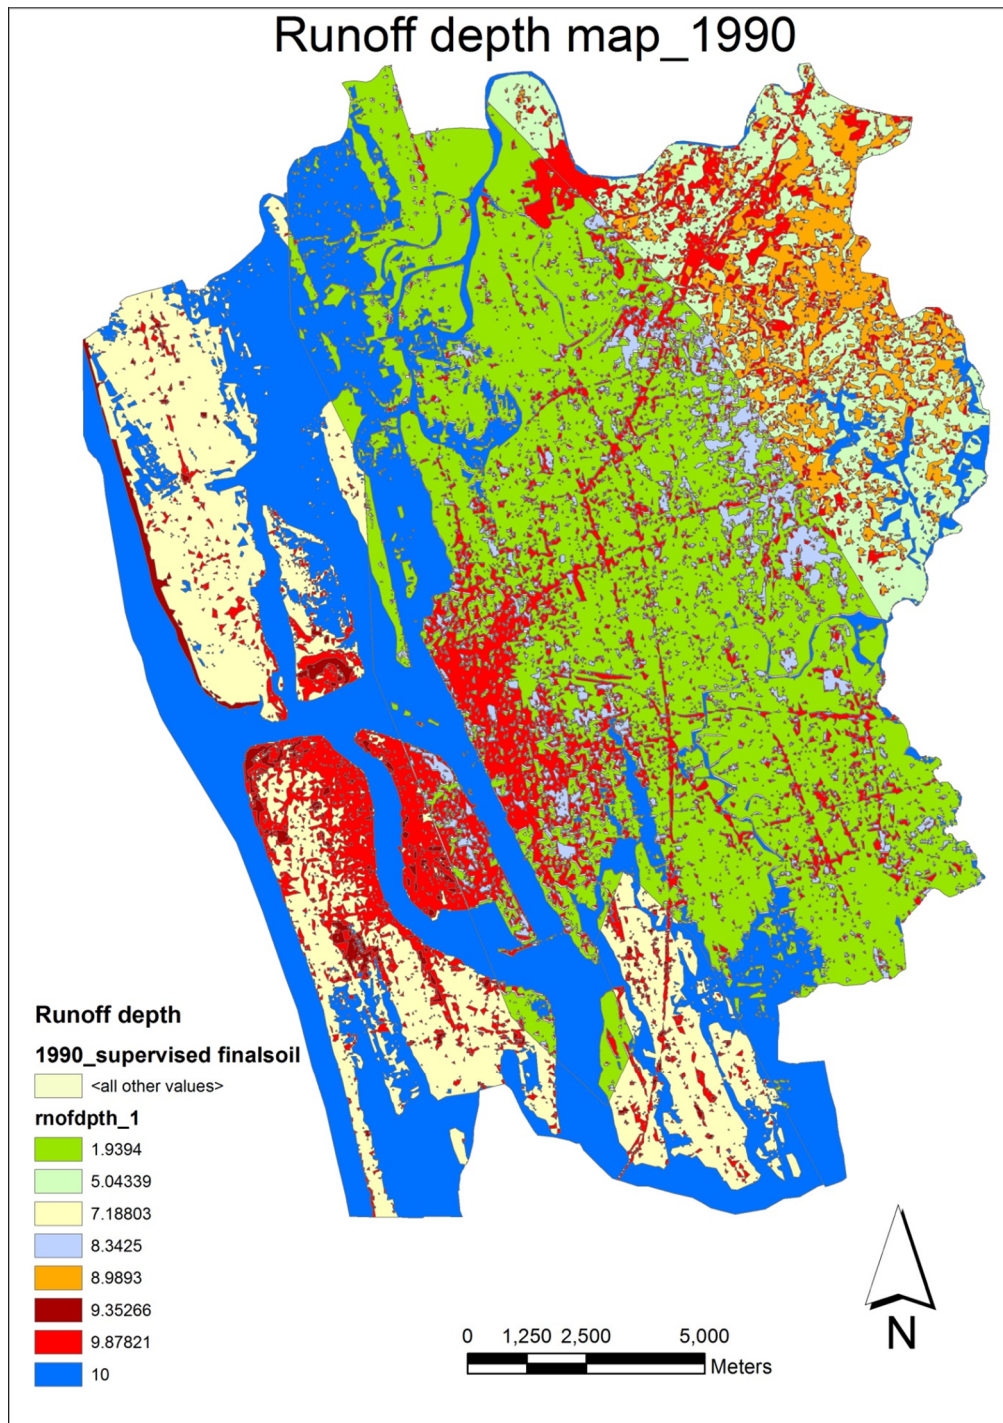 Runoff depth map_1990
Runoff depth
1990_supervised finalsoil
<all other values>
rnofdpth_1
1.9394
5.04339
7.18803
8.3425
8.9893
9.35266
9.87821
10
N
0 1,250 2,500 5,000
Meters